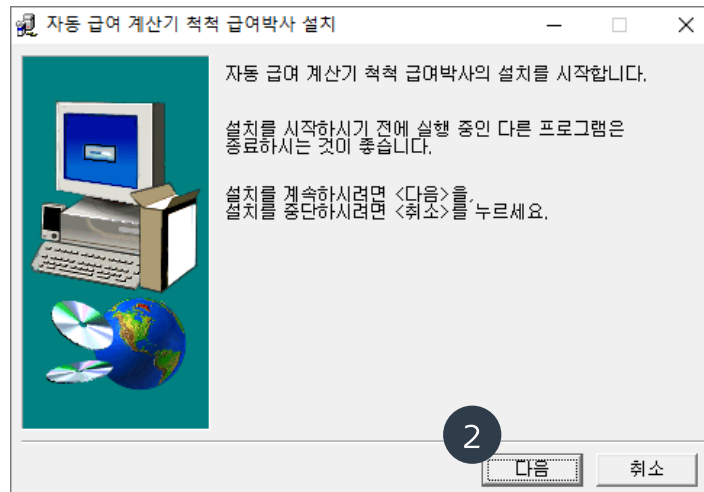 자동 급여 계산기 척척 급여박사 설치
자동 급여 계산기 척척 급여박사의 설치를 시작합니다.
설치를 시작하시기 전에 실행 중인 다른 프로그램은
종료하시는 것이 좋습니다.
설치를 계속하시려면 <다음>을,
설치를 중단하시려면 <취소>를 누르세요.
2
다음
취소